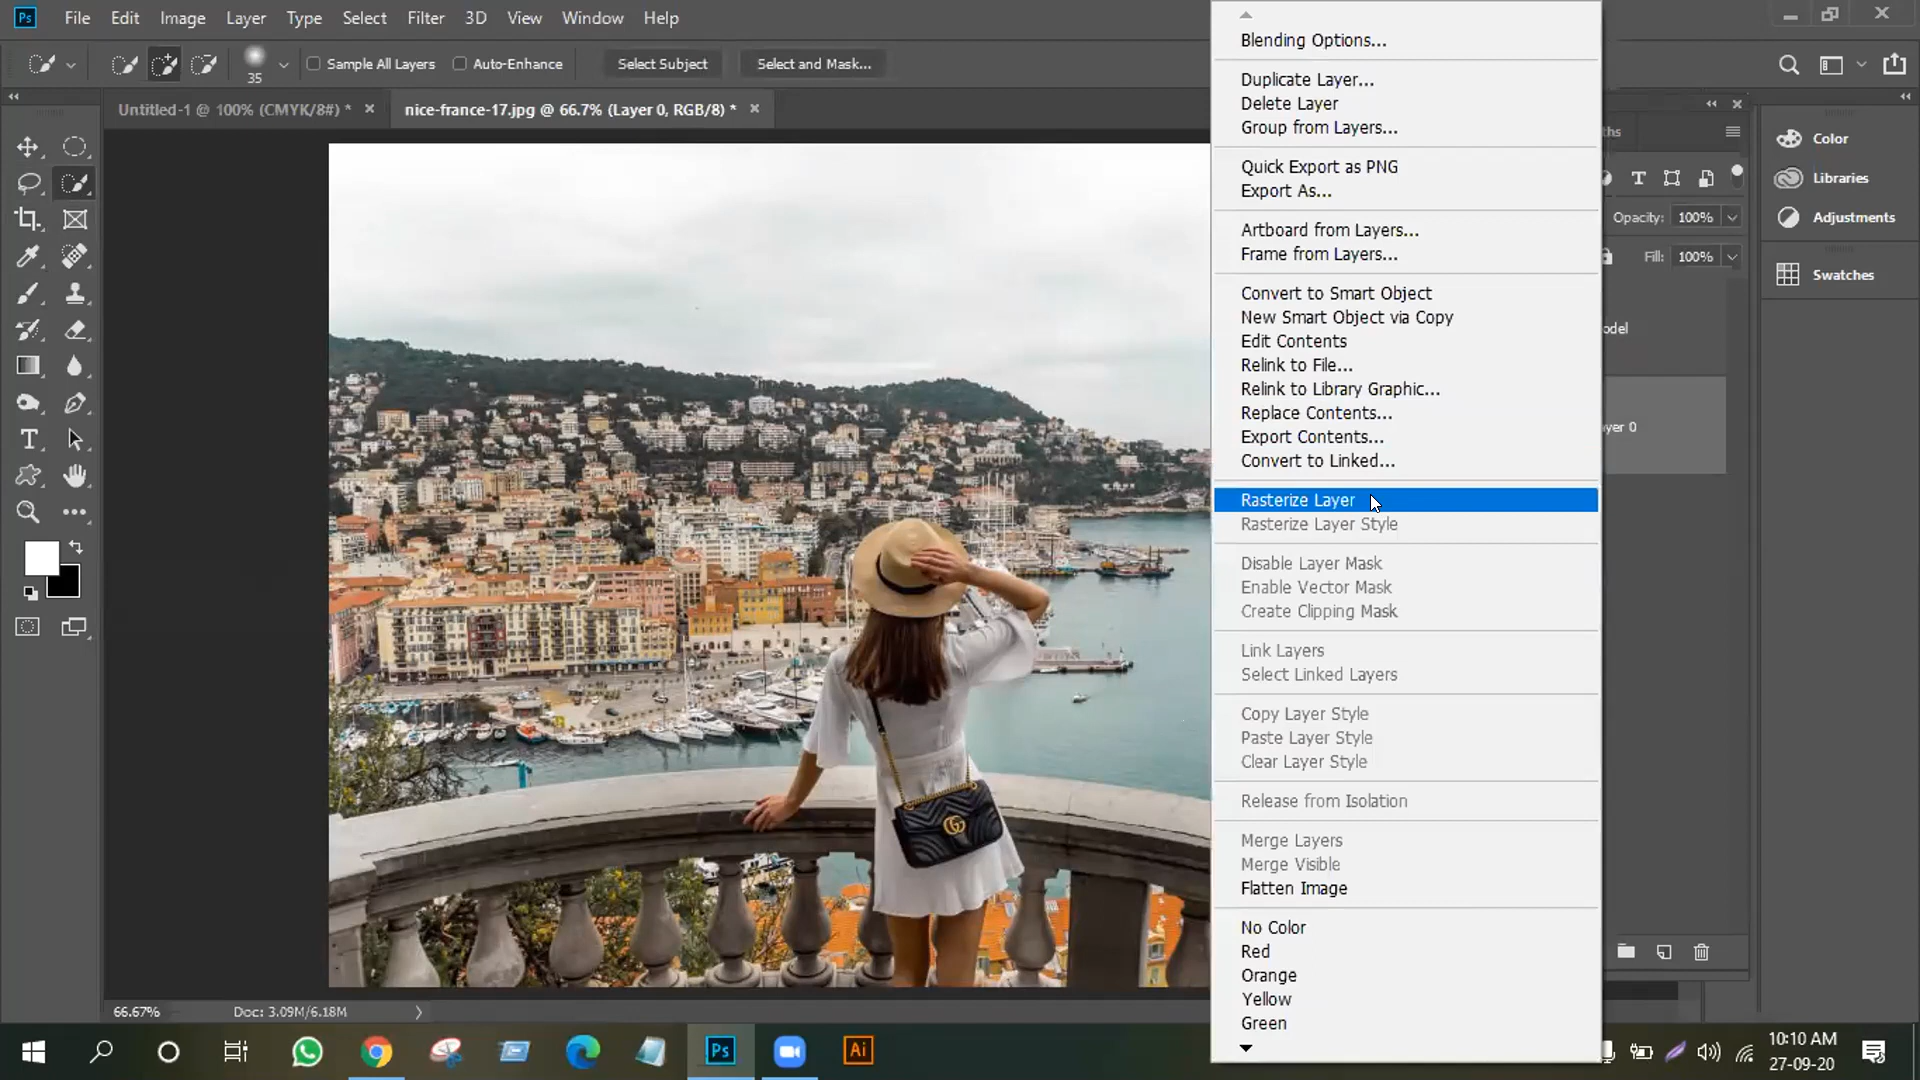 Ps File Edit Image Layer Type Select Filter 3D View Window Help
35 Sample All Layers Auto-Enhance Select Subject Select and Mask...
Untitled-1 @ 100% (CMYK/8#) * × nice-france-17.jpg @ 66.7% (Layer 0, RGB/8) * ×
Blending Options...
Duplicate Layer...
Delete Layer
Group from Layers...
Quick Export as PNG
Export As...
Artboard from Layers...
Frame from Layers...
Convert to Smart Object
New Smart Object via Copy
Edit Contents
Relink to File...
Relink to Library Graphic...
Replace Contents...
Export Contents...
Convert to Linked...
Rasterize Layer
Rasterize Layer Style
Disable Layer Mask
Enable Vector Mask
Create Clipping Mask
Link Layers
Select Linked Layers
Copy Layer Style
Paste Layer Style
Clear Layer Style
Release from Isolation
Merge Layers
Merge Visible
Flatten Image
No Color
Red
Orange
Yellow
Green
ths
Opacity: 100%
Fill: 100%
odel
yer 0
Color
Libraries
Adjustments
Swatches
66.67% Doc: 3.09M/6.18M
Ps Ai
10:10 AM
27-09-20